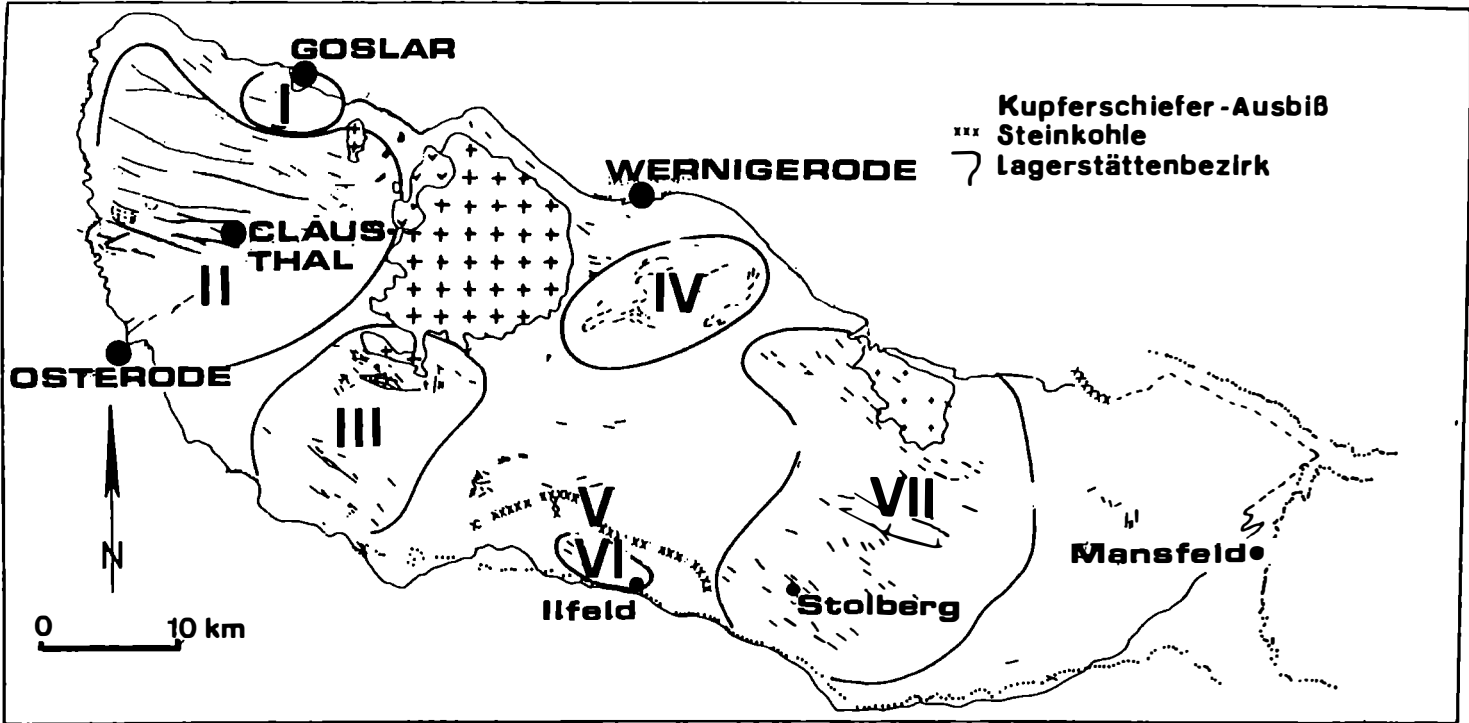 GOSLAR
I
Kupferschiefer-Ausbiß
xxx Steinkohle
Lagerstättenbezirk
WERNIGERODE
CLAUS-
THAL
II
IV
OSTERODE
III
VII
V
VI
N
Mansfeld
Ilfeld
Stolberg
0 10 km